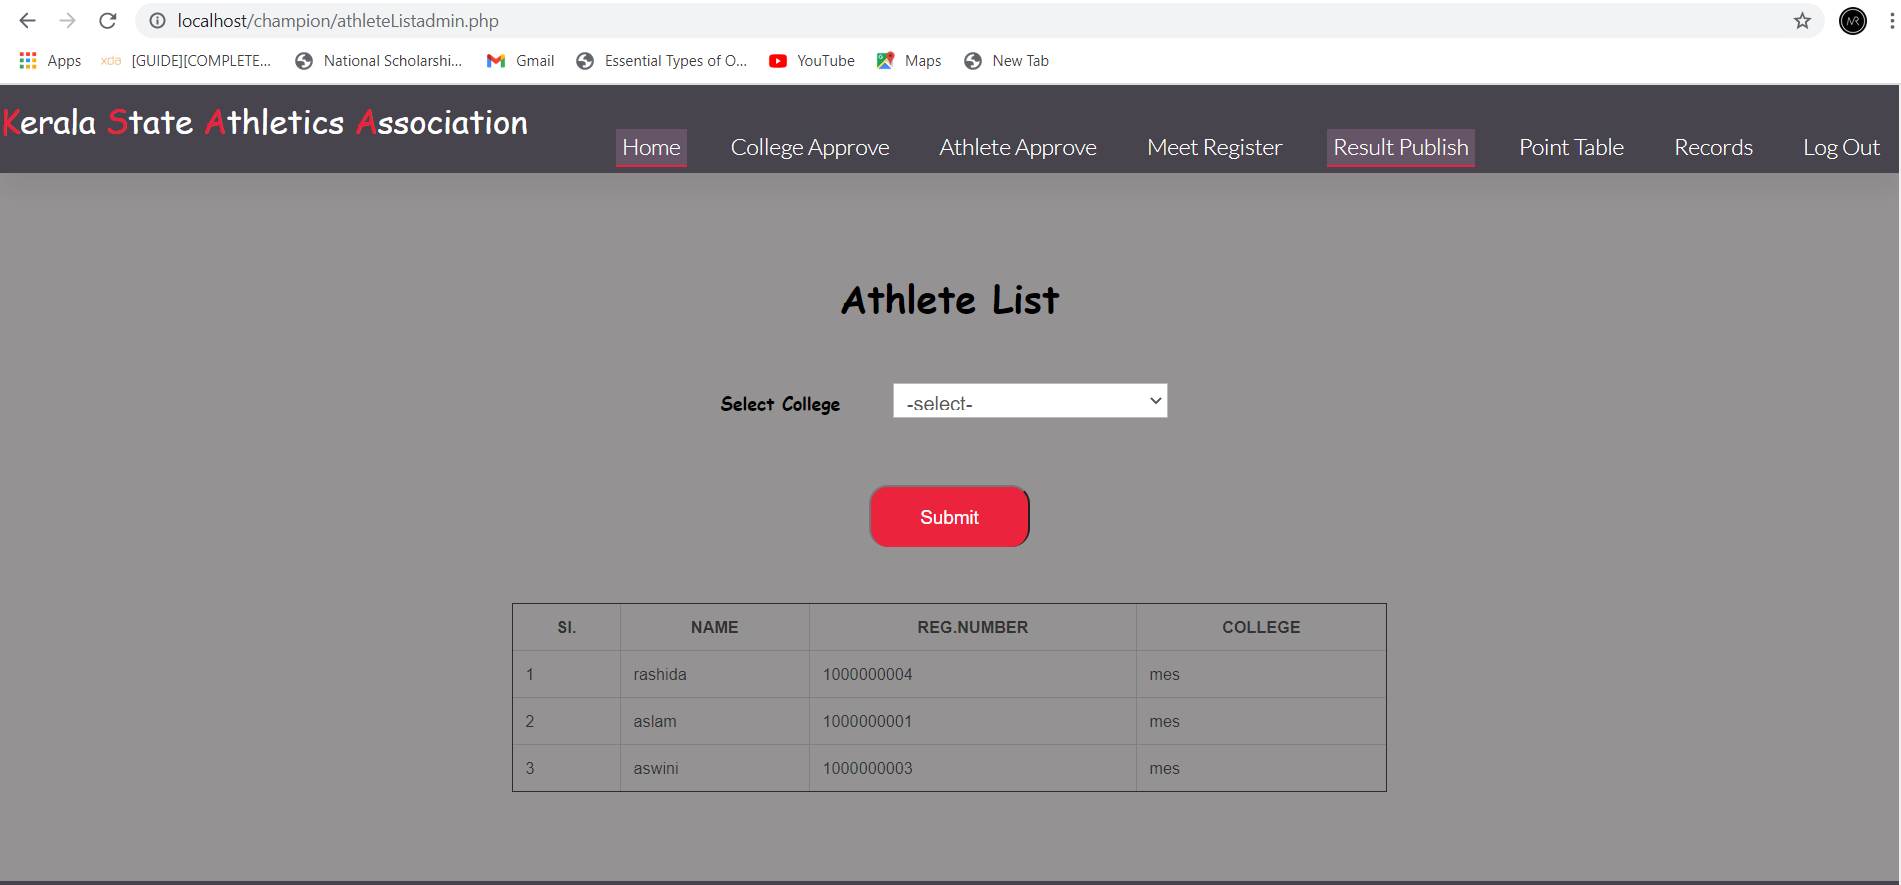 localhost/champion/athleteListadmin.php
Apps xda [GUIDE][COMPLETE... National Scholarshi... Gmail Essential Types of O... YouTube Maps New Tab
Kerala State Athletics Association
Home College Approve Athlete Approve Meet Register Result Publish Point Table Records Log Out
Athlete List
Select College -select-
Submit
Sl. NAME REG.NUMBER COLLEGE
1 rashida 1000000004 mes
2 aslam 1000000001 mes
3 aswini 1000000003 mes